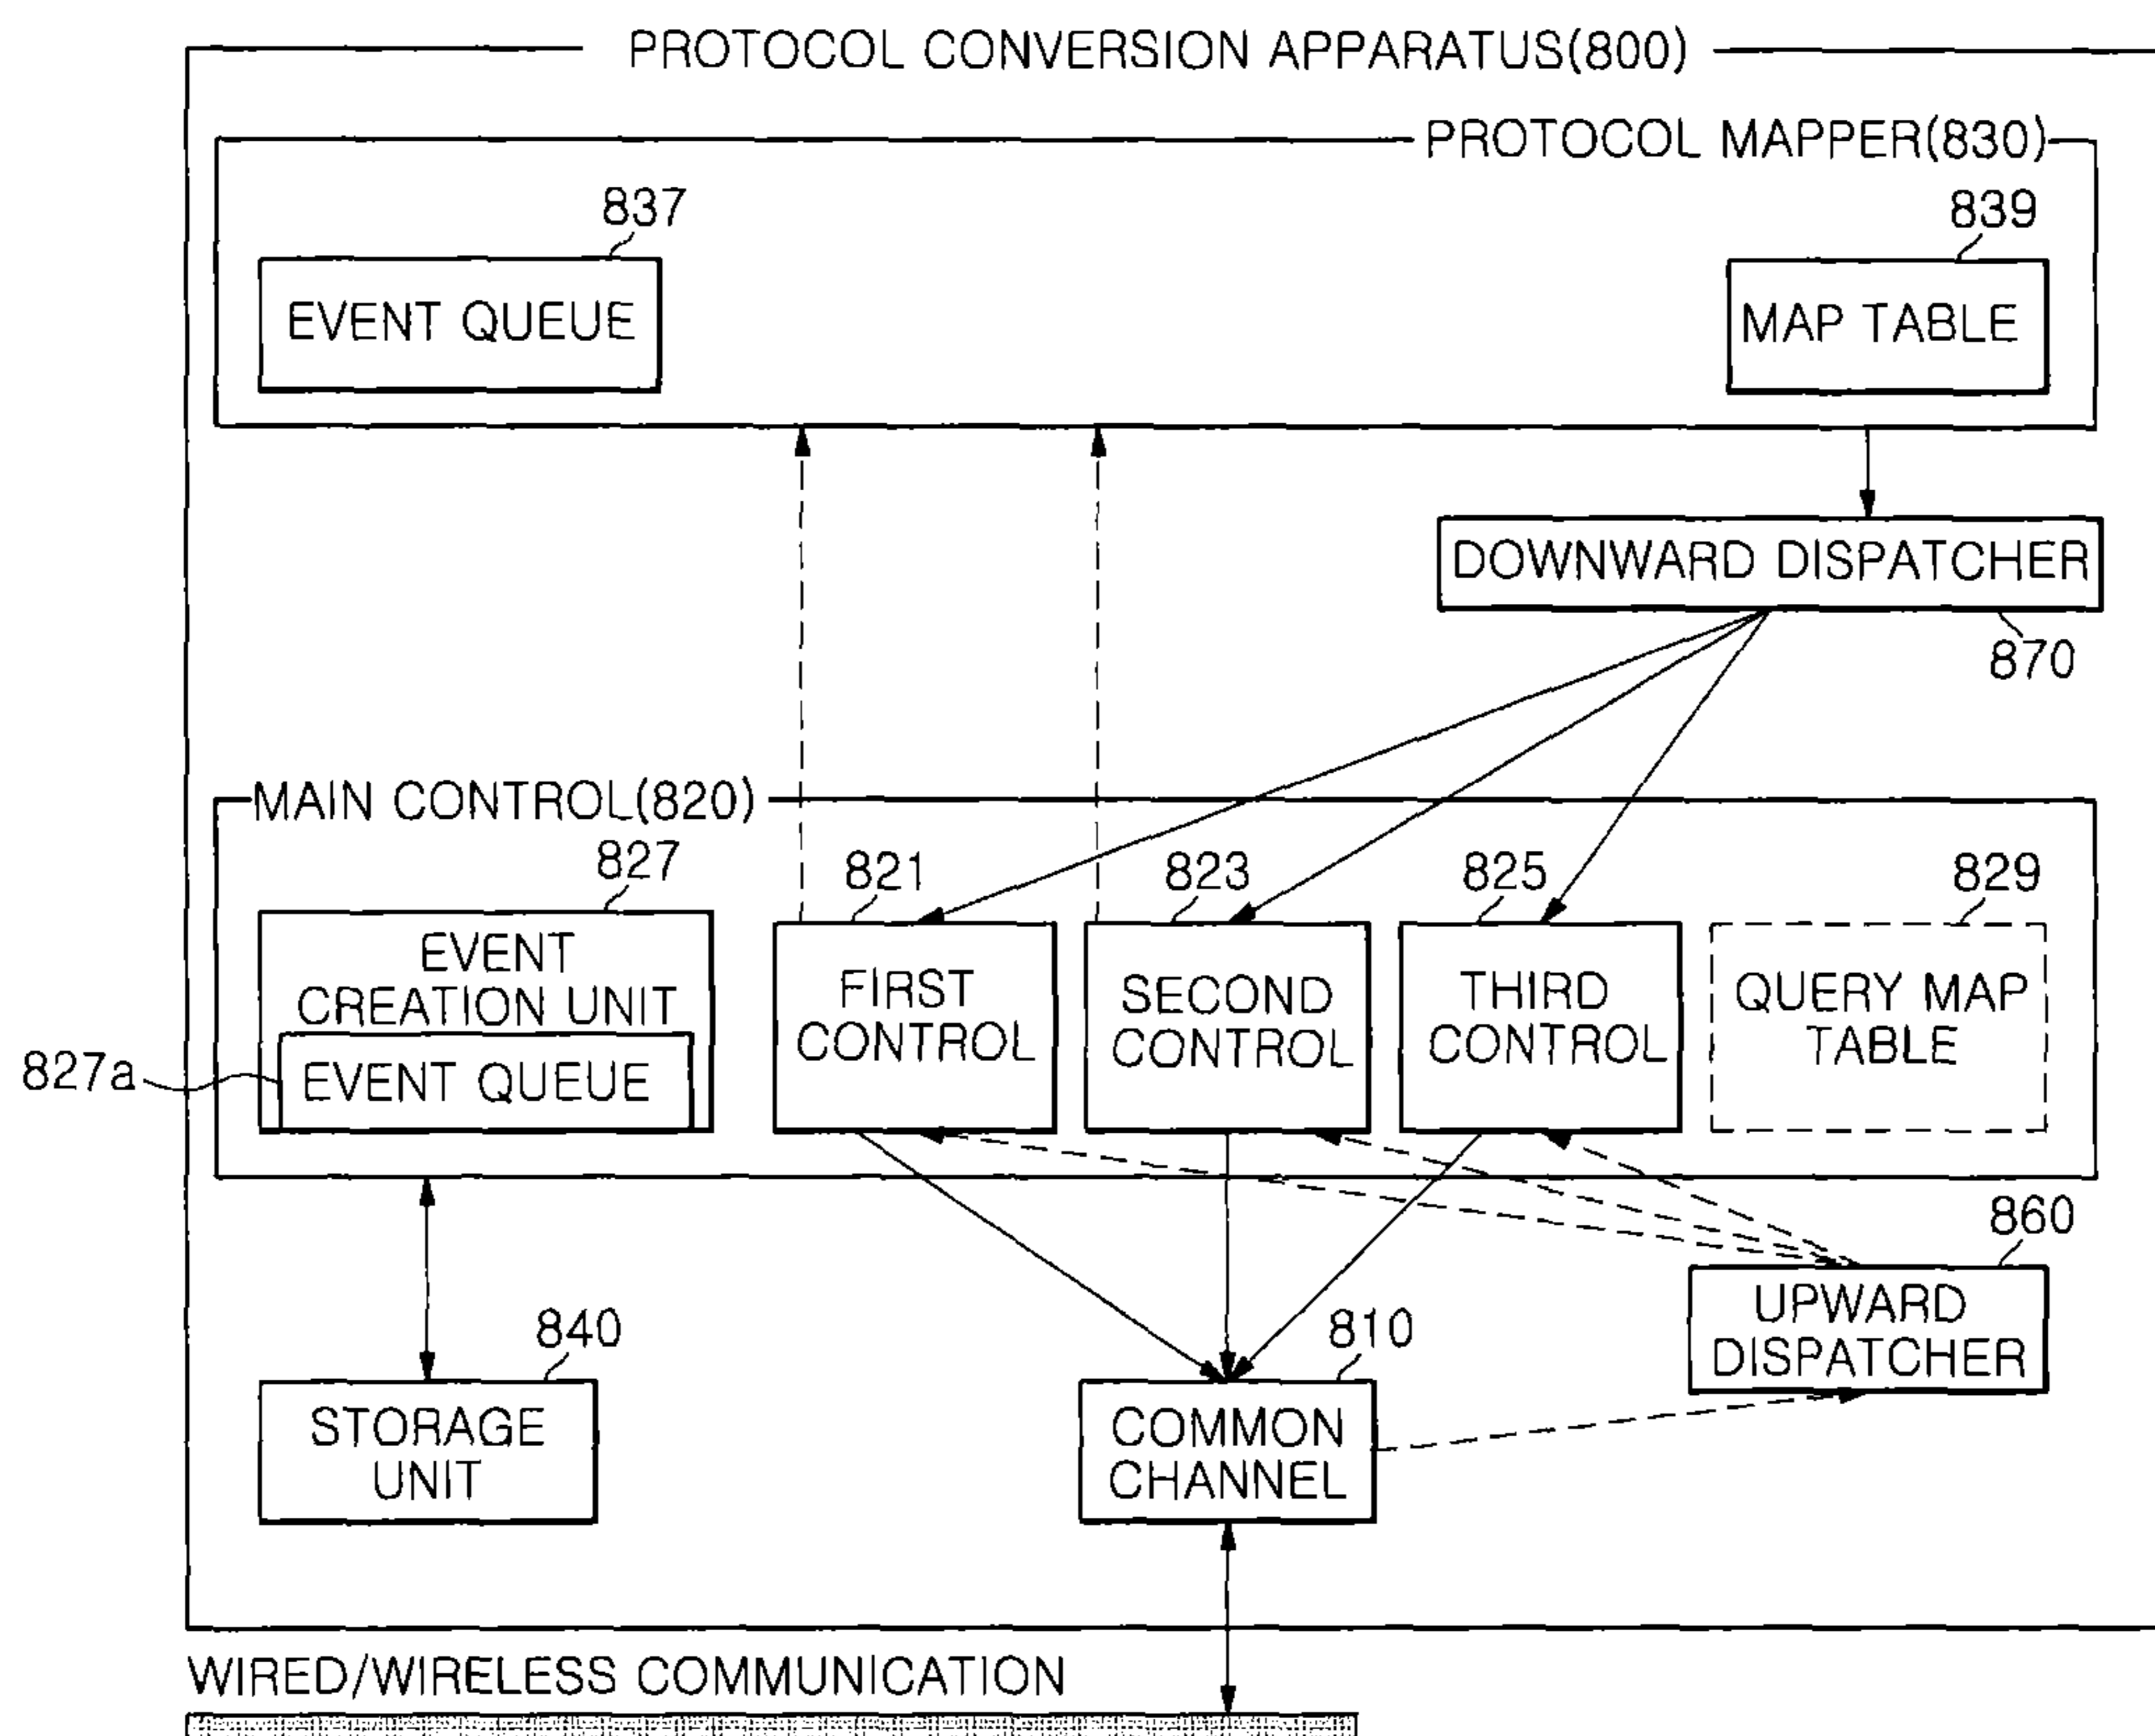 PROTOCOL CONVERSION APPARATUS(800)
PROTOCOL MAPPER(830)
837
839
EVENT QUEUE
MAP TABLE
DOWNWARD DISPATCHER
870
MAIN CONTROL(820)
827
821
823
825
829
EVENT
CREATION UNIT
FIRST
CONTROL
SECOND
CONTROL
THIRD
CONTROL
QUERY MAP
TABLE
827a
EVENT QUEUE
860
UPWARD
DISPATCHER
840
810
STORAGE
UNIT
COMMON
CHANNEL
WIRED/WIRELESS COMMUNICATION